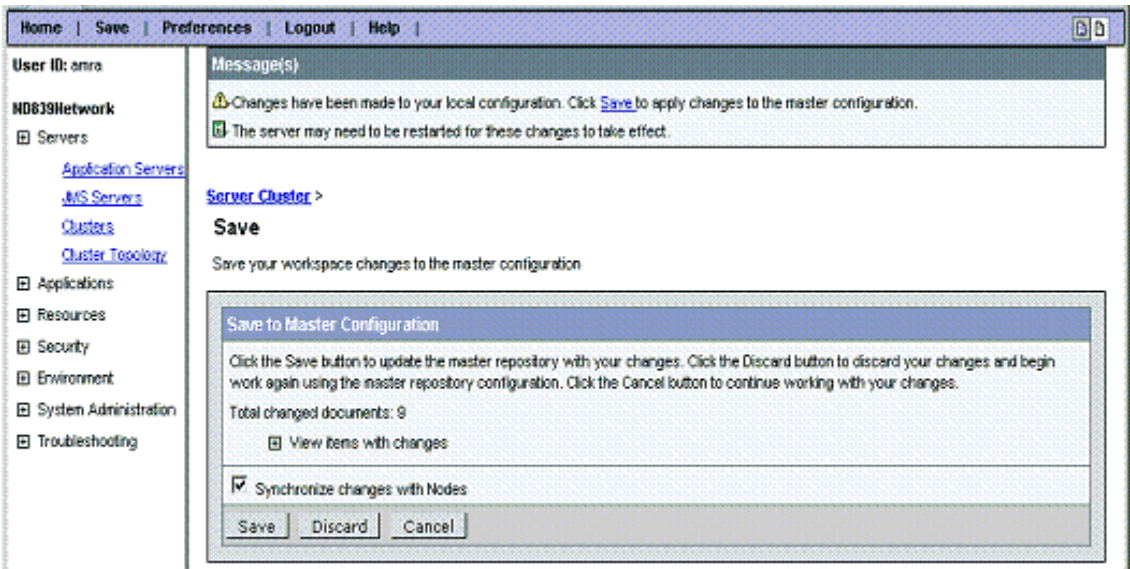 Home | Save | Preferences | Logout | Help |
User ID: amra
ND839Network
Servers
Application Servers
JMS Servers
Clusters
Cluster Topology
Applications
Resources
Security
Environment
System Administration
Troubleshooting
Message(s)
Changes have been made to your local configuration. Click Save to apply changes to the master configuration.
The server may need to be restarted for these changes to take effect.
Server Cluster >
Save
Save your workspace changes to the master configuration
Save to Master Configuration
Click the Save button to update the master repository with your changes. Click the Discard button to discard your changes and begin
work again using the master repository configuration. Click the Cancel button to continue working with your changes.
Total changed documents: 9
View items with changes
Synchronize changes with Nodes
Save Discard Cancel